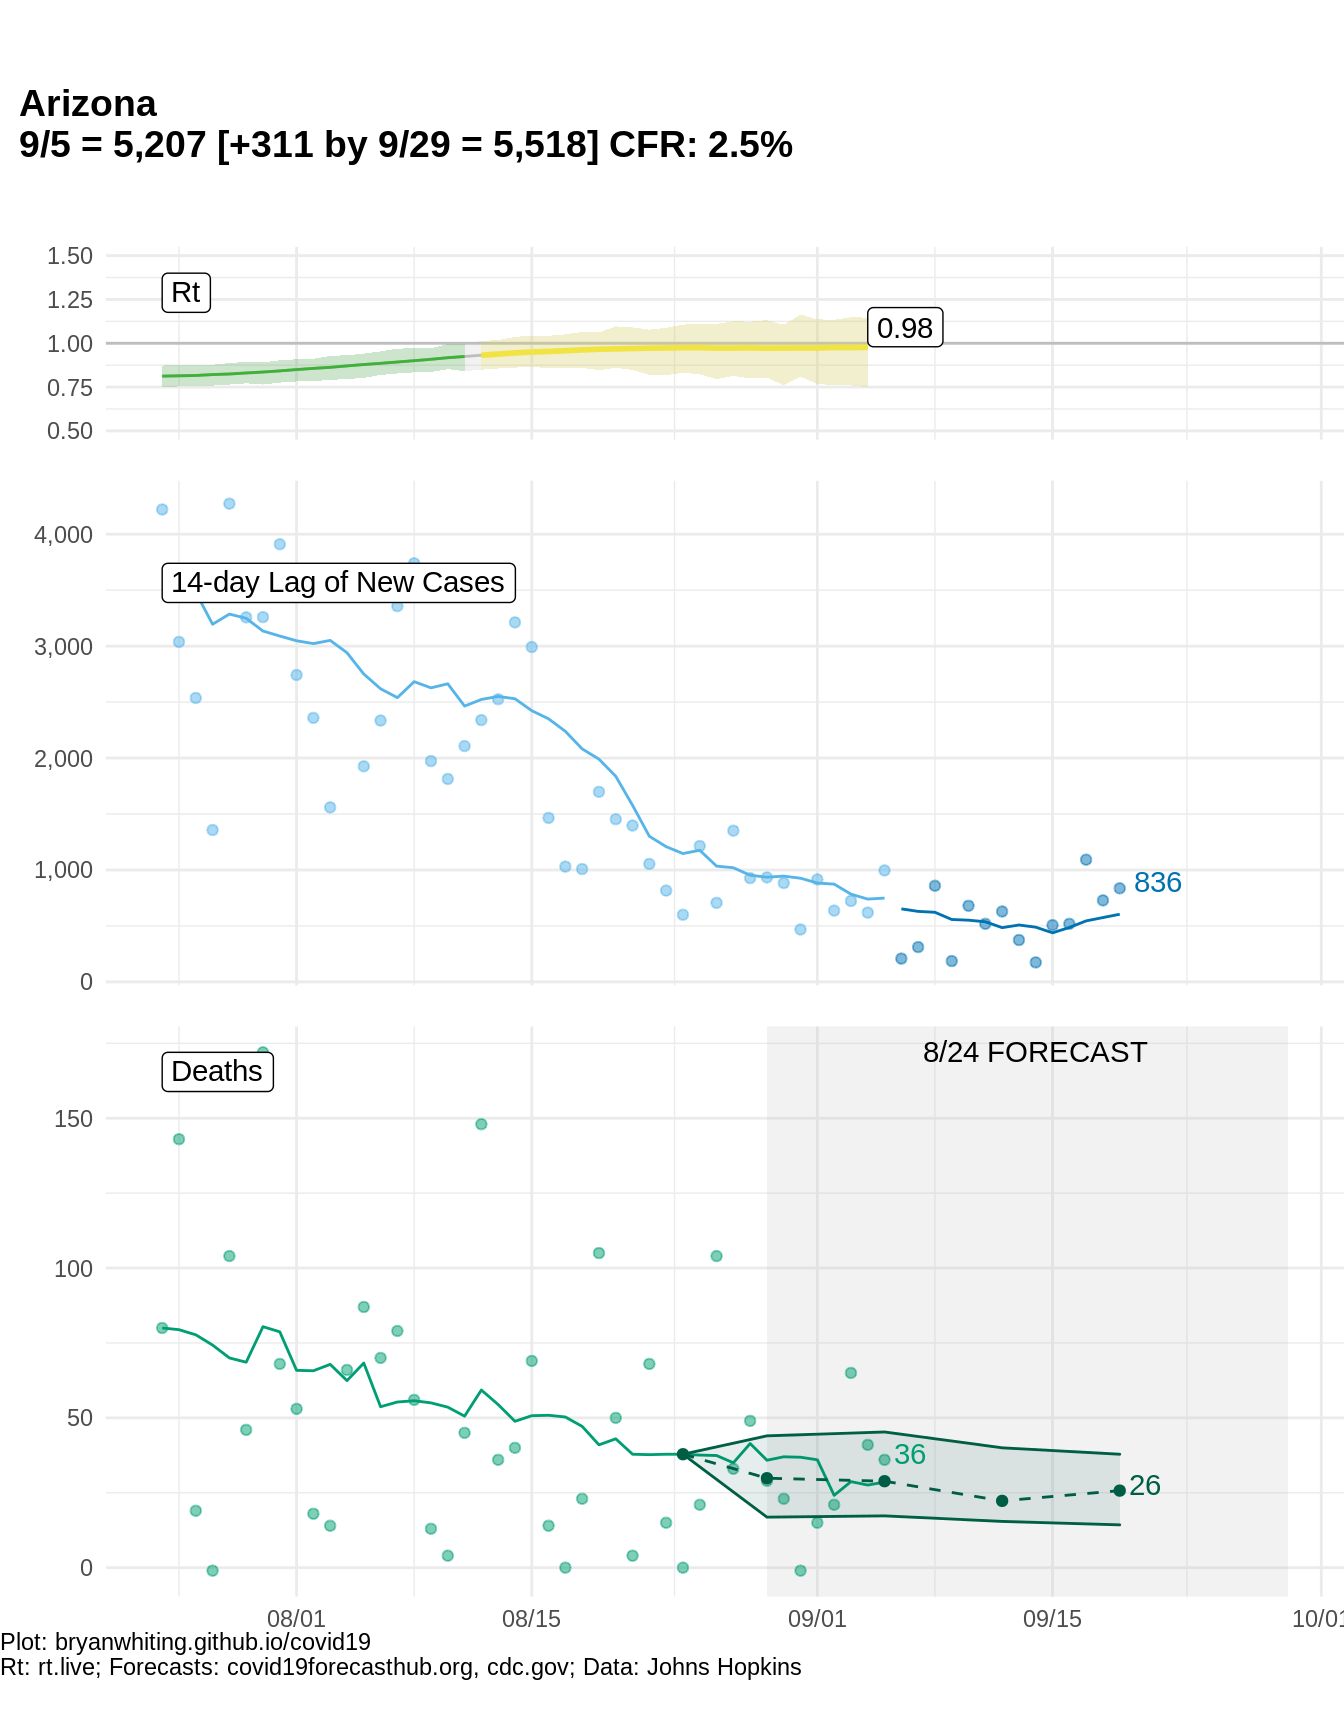 Arizona
9/5 = 5,207 [+311 by 9/29 = 5,518] CFR: 2.5%
1.50
Rt
1.25
1.00
0.98
0.75
0.50
4,000
14-day Lag of New Cases
3,000
2,000
1,000
836
0
8/24 FORECAST
Deaths
150
100
50
36
26
0
08/01 08/15 09/01 09/15 10/01
Plot: bryanwhiting.github.io/covid19
Rt: rt.live; Forecasts: covid19forecasthub.org, cdc.gov; Data: Johns Hopkins